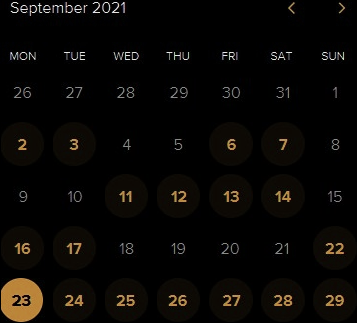 September 2021
MON TUE WED THU FRI SAT SUN
26 27 28 29 30 31 1
2 3 4 5 6 7 8
9 10 11 12 13 14 15
16 17 18 19 20 21 22
23 24 25 26 27 28 29